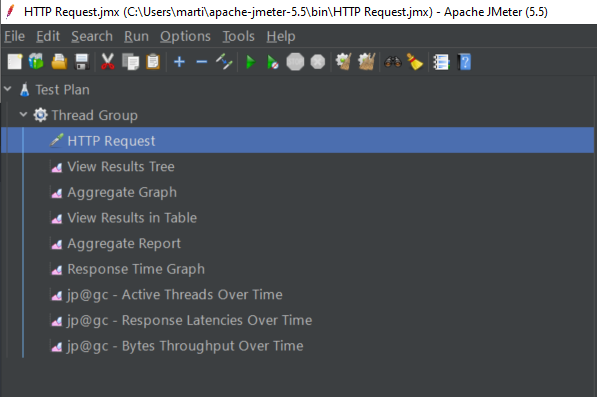 HTTP Request.jmx (C:\Users\marti\apache-jmeter-5.5\bin\HTTP Request.jmx) - Apache JMeter (5.5)
File Edit Search Run Options Tools Help
STOP
Test Plan
Thread Group
HTTP Request
View Results Tree
Aggregate Graph
View Results in Table
Aggregate Report
Response Time Graph
jp@gc - Active Threads Over Time
jp@gc - Response Latencies Over Time
jp@gc - Bytes Throughput Over Time